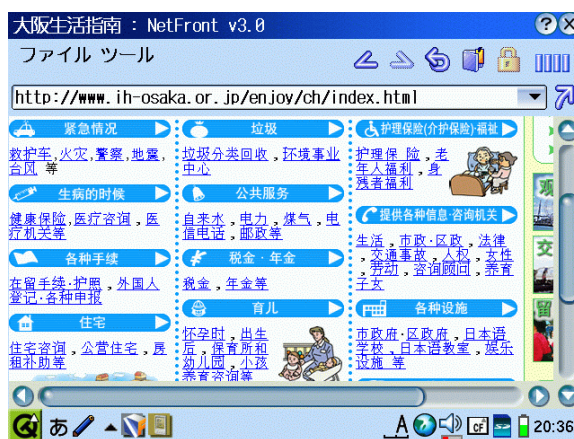 大阪生活指南 : NetFront v3.0
ファイル ツール
http://www.ih-osaka.or.jp/enjoy/ch/index.html
紧急情况
救护车,火灾,警察,地震,
台风 等
生病的时候
健康保险,医疗咨询,医
疗机关等
各种手续
在留手续·护照,外国人
登记·各种申报
住宅
住宅咨询,公营住宅,房
租补助等
垃圾
垃圾分类回收,环境事业
中心
公共服务
自来水,电力,煤气,电
信电话,邮政等
税金·年金
税金,年金等
育儿
怀孕时,出生
后,保育所和
幼儿园,小孩
养育咨询等
护理保险(介护保险)·福祉
护理保 险,老
年人福利,身
残者福利
提供各种信息·咨询机关
生活,市政·区政,法律
,交通事故,人权,女性
,劳动,咨询顾问,养育
子女
各种设施
市政府·区政府,日本语
学校,日本语教室,娱乐
设施 等
观
交
留
あ
A
CF
20:36